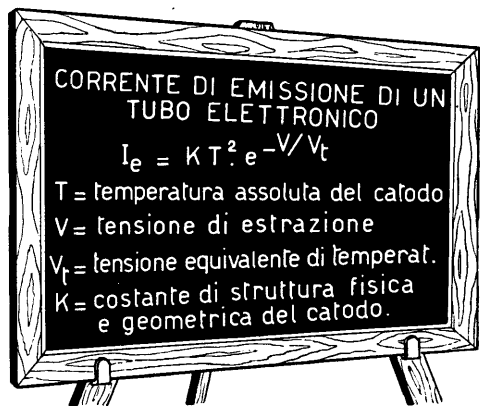 CORRENTE DI EMISSIONE DI UN
TUBO ELETTRONICO
Ie = K T². e^-V/Vt
T = temperatura assoluta del catodo
V = tensione di estrazione
Vt = tensione equivalente di temperat.
K = costante di struttura fisica
e geometrica del catodo.